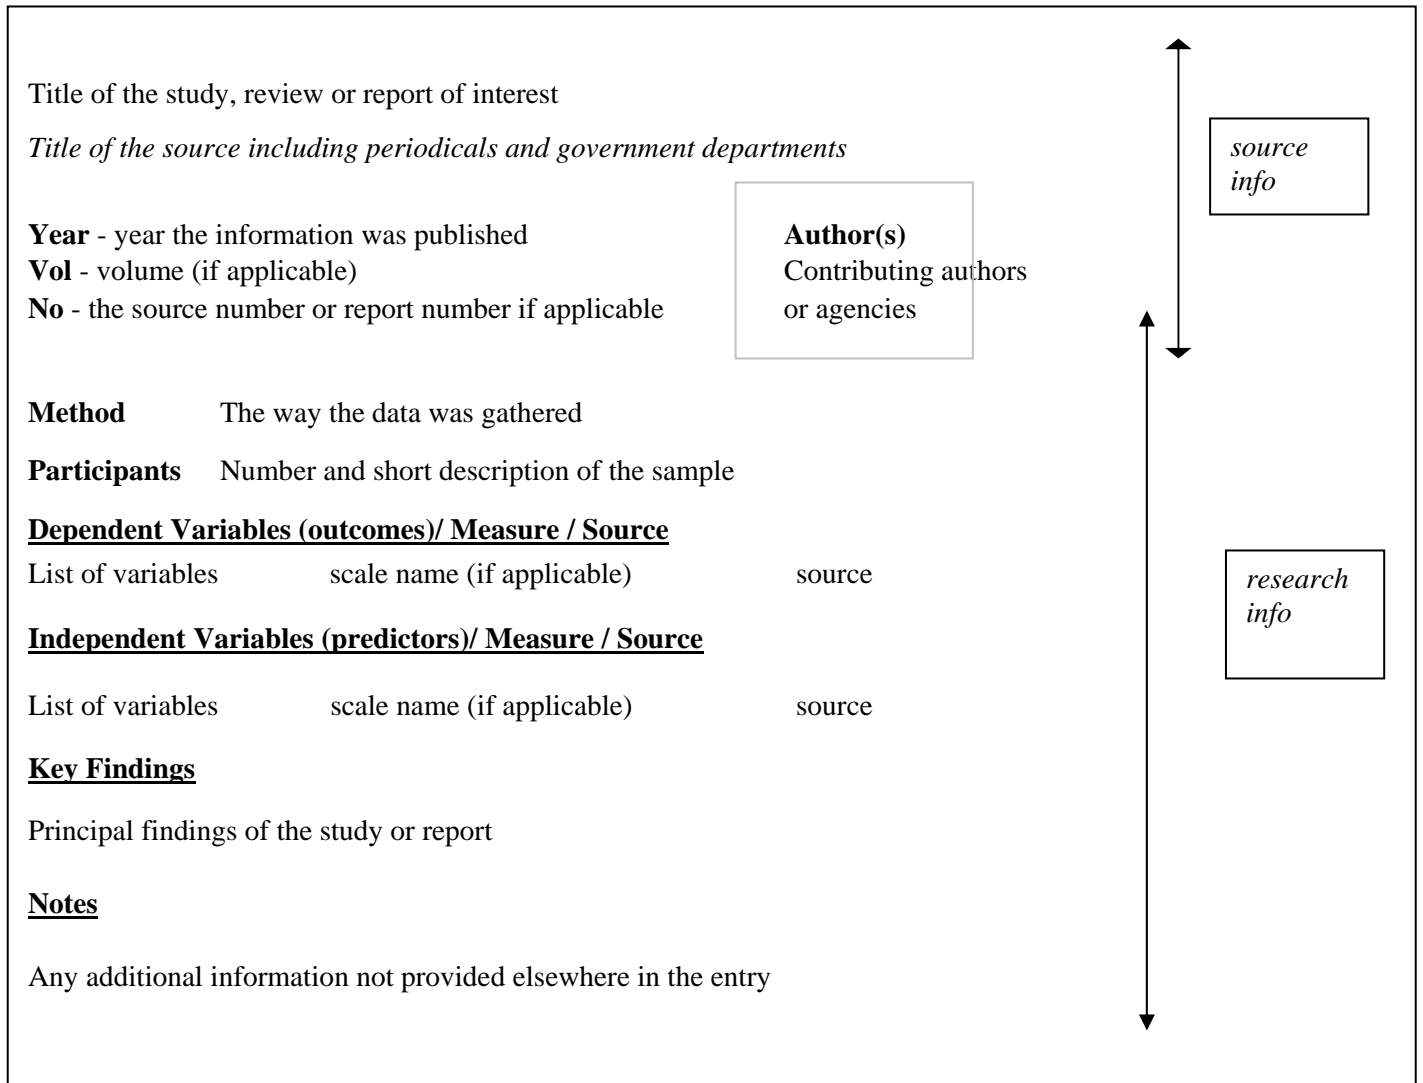 Title of the study, review or report of interest
Title of the source including periodicals and government departments
source
info
Year - year the information was published
Vol - volume (if applicable)
No - the source number or report number if applicable
Author(s)
Contributing authors
or agencies
Method The way the data was gathered
Participants Number and short description of the sample
Dependent Variables (outcomes)/ Measure / Source
List of variables scale name (if applicable) source
Independent Variables (predictors)/ Measure / Source
List of variables scale name (if applicable) source
research
info
Key Findings
Principal findings of the study or report
Notes
Any additional information not provided elsewhere in the entry